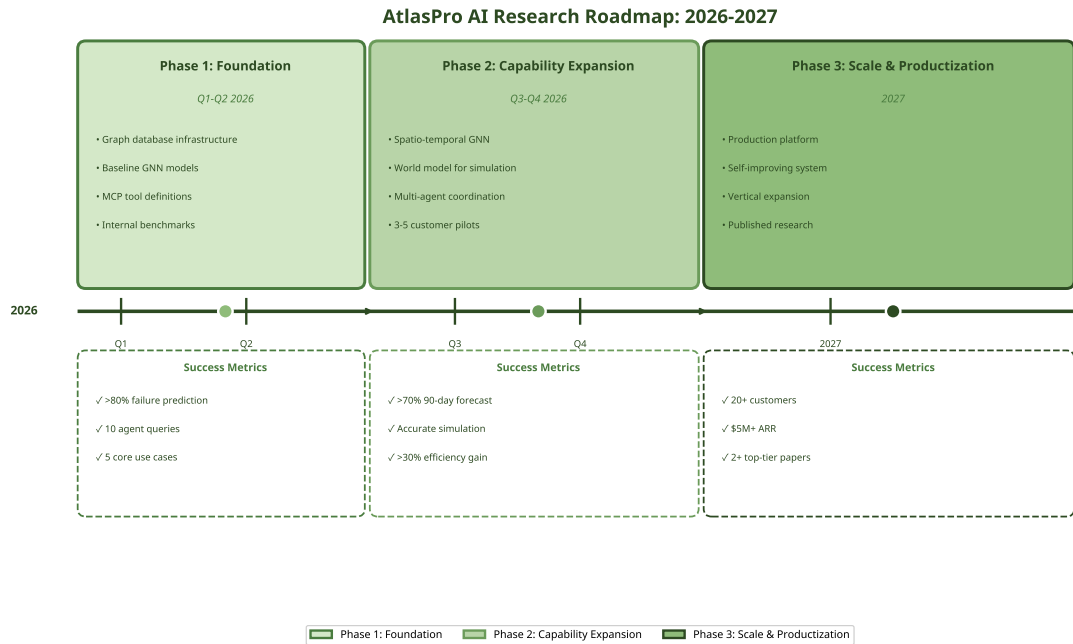 AtlasPro AI Research Roadmap: 2026-2027
Phase 1: Foundation
Q1-Q2 2026
• Graph database infrastructure
• Baseline GNN models
• MCP tool definitions
• Internal benchmarks
Phase 2: Capability Expansion
Q3-Q4 2026
• Spatio-temporal GNN
• World model for simulation
• Multi-agent coordination
• 3-5 customer pilots
Phase 3: Scale & Productization
2027
• Production platform
• Self-improving system
• Vertical expansion
• Published research
2026
Q1
Q2
Q3
Q4
2027
Success Metrics
✓ >80% failure prediction
✓ 10 agent queries
✓ 5 core use cases
Success Metrics
✓ >70% 90-day forecast
✓ Accurate simulation
✓ >30% efficiency gain
Success Metrics
✓ 20+ customers
✓ $5M+ ARR
✓ 2+ top-tier papers
Phase 1: Foundation
Phase 2: Capability Expansion
Phase 3: Scale & Productization